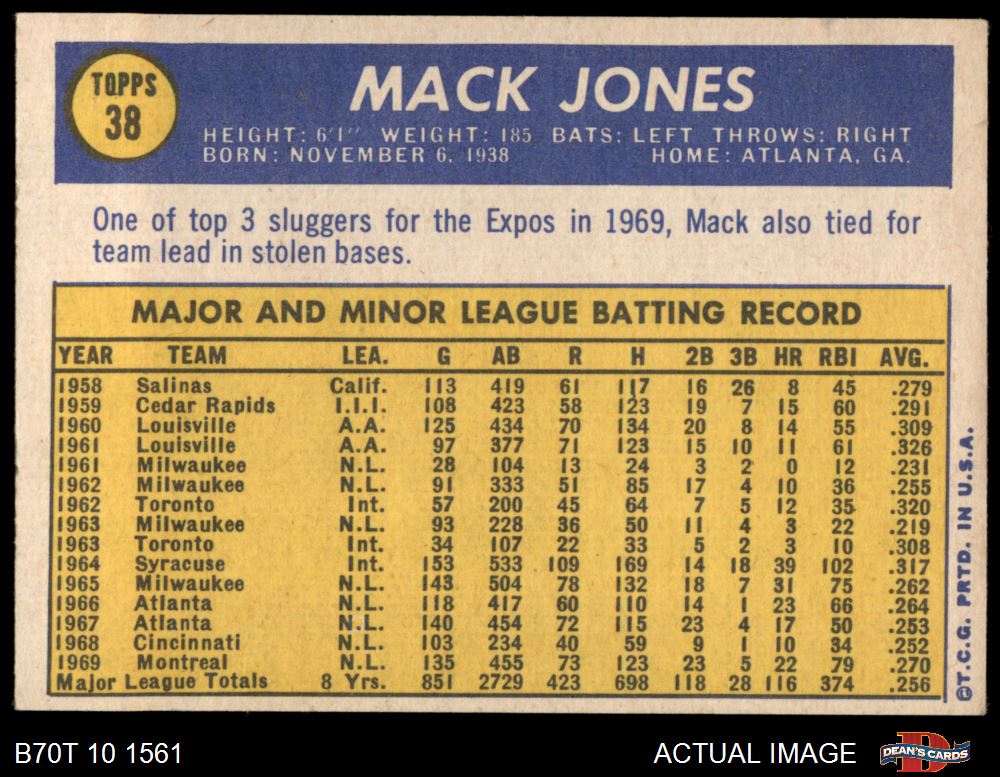 TOPPS
38
MACK JONES
HEIGHT: 6'1" WEIGHT: 185 BATS: LEFT THROWS: RIGHT
BORN: NOVEMBER 6, 1938 HOME: ATLANTA, GA.
One of top 3 sluggers for the Expos in 1969, Mack also tied for
team lead in stolen bases.
MAJOR AND MINOR LEAGUE BATTING RECORD
YEAR TEAM LEA. G AB R H 2B 3B HR RBI AVG.
1958 Salinas Calif. 113 419 61 117 16 26 8 45 .279
1959 Cedar Rapids I.I.I. 108 423 58 123 19 7 15 60 .291
1960 Louisville A.A. 125 434 70 134 20 8 14 55 .309
1961 Louisville A.A. 97 377 71 123 15 10 11 61 .326
1961 Milwaukee N.L. 28 104 13 24 3 2 0 12 .231
1962 Milwaukee N.L. 91 333 51 85 17 4 10 36 .255
1962 Toronto Int. 57 200 45 64 7 5 12 35 .320
1963 Milwaukee N.L. 93 228 36 50 11 4 3 22 .219
1963 Toronto Int. 34 107 22 33 5 2 3 10 .308
1964 Syracuse Int. 153 533 109 169 14 18 39 102 .317
1965 Milwaukee N.L. 143 504 78 132 18 7 31 75 .262
1966 Atlanta N.L. 118 417 60 110 14 1 23 66 .264
1967 Atlanta N.L. 140 454 72 115 23 4 17 50 .253
1968 Cincinnati N.L. 103 234 40 59 9 1 10 34 .252
1969 Montreal N.L. 135 455 73 123 23 5 22 79 .270
Major League Totals 8 Yrs. 851 2729 423 698 118 28 116 374 .256
©T.C.G. PRTD. IN U.S.A.
B70T 10 1561
ACTUAL IMAGE
DEAN'S CARDS